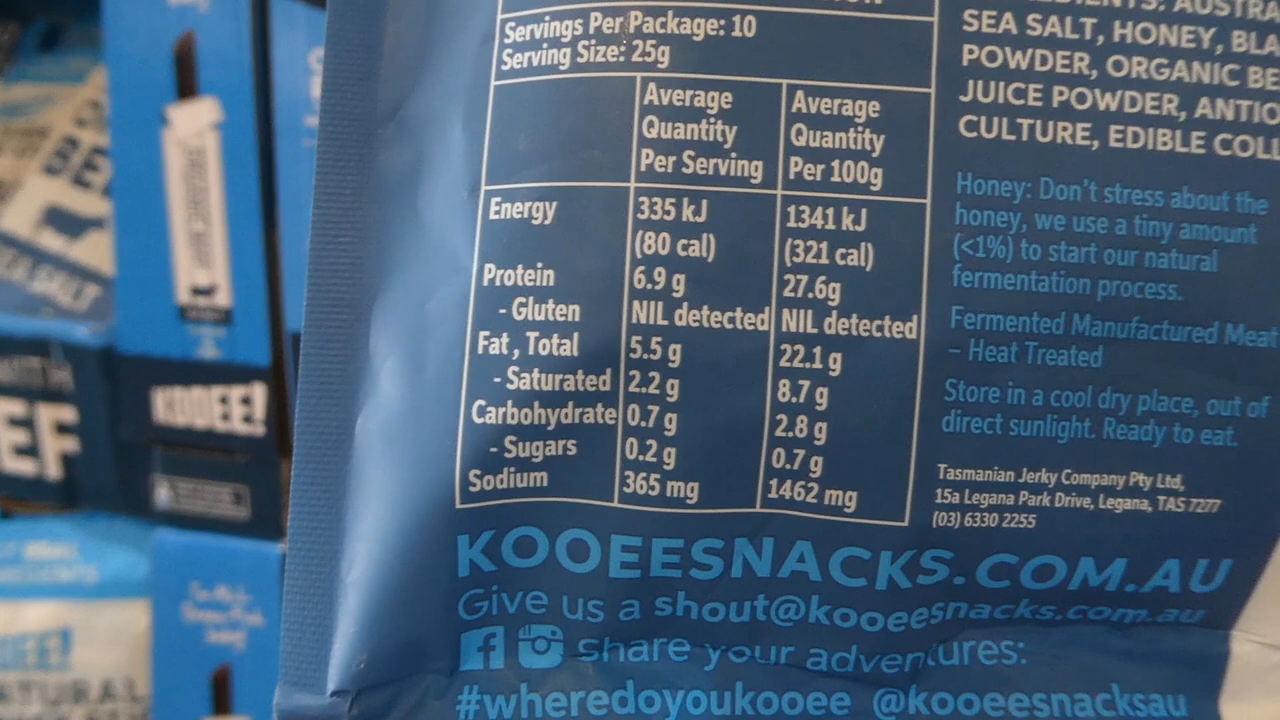 Servings Per Package: 10
Serving Size: 25g
Average Quantity Per Serving
Average Quantity Per 100g
Energy 335 kJ 1341 kJ
(80 cal) (321 cal)
Protein 6.9 g 27.6g
- Gluten NIL detected NIL detected
Fat, Total 5.5 g 22.1 g
- Saturated 2.2 g 8.7 g
Carbohydrate 0.7 g 2.8 g
- Sugars 0.2 g 0.7 g
Sodium 365 mg 1462 mg
SEA SALT, HONEY,
POWDER, ORGANIC
JUICE POWDER,
CULTURE, EDIBLE
Honey: Don't stress about the
honey, we use a tiny amount
(<1%) to start our natural
fermentation process.
Fermented Manufactured Meat
– Heat Treated
Store in a cool dry place, out of
direct sunlight. Ready to eat.
Tasmanian Jerky Company Pty Ltd,
15a Legana Park Drive, Legana, TAS 7277
(03) 6330 2255
KOOEESNACKS.COM.AU
Give us a shout@kooeesnacks.com.au
share your adventures:
#wheredoyoukooee @kooeesnacksau
KOOEE!